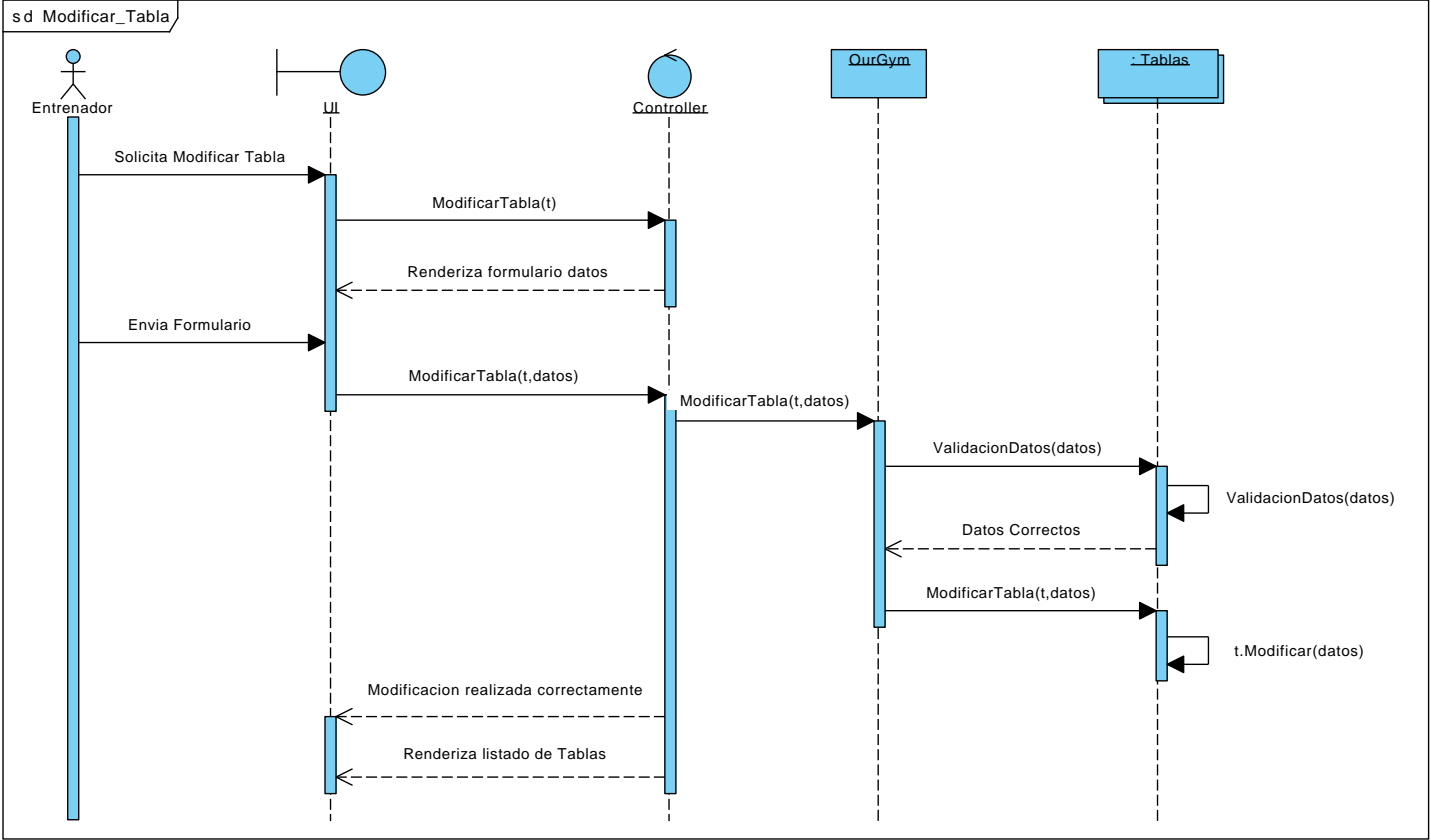 sd Modificar_Tabla
Entrenador
UI
Controller
OurGym
: Tablas
Solicita Modificar Tabla
ModificarTabla(t)
Renderiza formulario datos
Envia Formulario
ModificarTabla(t,datos)
ModificarTabla(t,datos)
ValidacionDatos(datos)
ValidacionDatos(datos)
Datos Correctos
ModificarTabla(t,datos)
t.Modificar(datos)
Modificacion realizada correctamente
Renderiza listado de Tablas